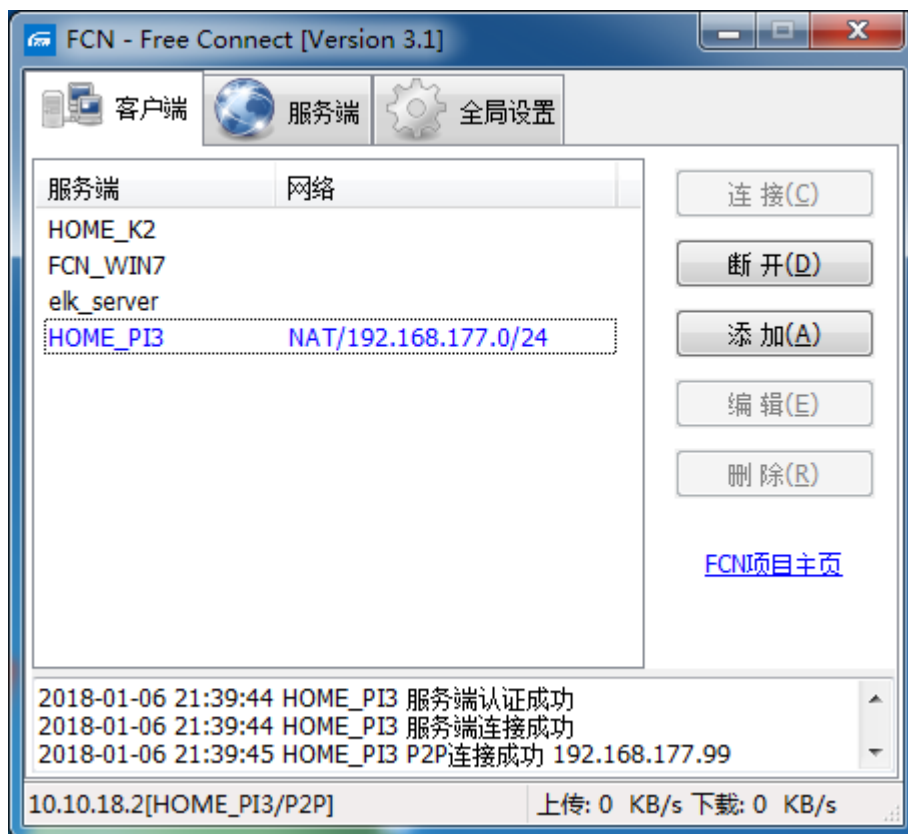 FCN - Free Connect [Version 3.1]
客户端 服务端 全局设置
服务端 网络
HOME_K2
FCN_WIN7
elk_server
HOME_PI3 NAT/192.168.177.0/24
连 接(C)
断 开(D)
添 加(A)
编 辑(E)
删 除(R)
FCN项目主页
2018-01-06 21:39:44 HOME_PI3 服务端认证成功
2018-01-06 21:39:44 HOME_PI3 服务端连接成功
2018-01-06 21:39:45 HOME_PI3 P2P连接成功 192.168.177.99
10.10.18.2[HOME_PI3/P2P] 上传: 0 KB/s 下载: 0 KB/s